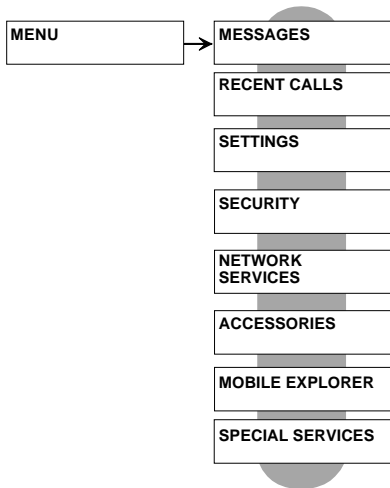 MENU
MESSAGES
RECENT CALLS
SETTINGS
SECURITY
NETWORK
SERVICES
ACCESSORIES
MOBILE EXPLORER
SPECIAL SERVICES